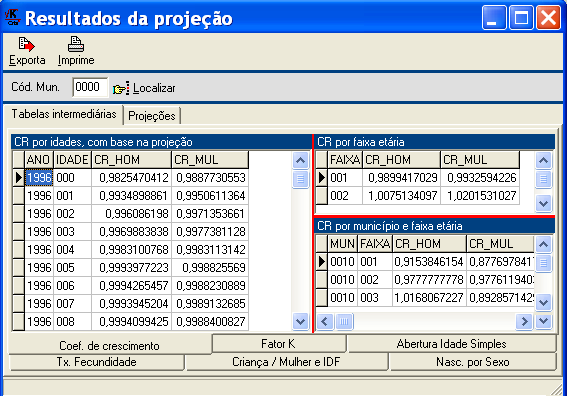 Resultados da projeção
Exporta Imprime
Cód. Mun. 0000 Localizar
Tabelas intermediárias Projeções
CR por idades, com base na projeção
ANO IDADE CR_HOM CR_MUL
1996 000 0,9825470412 0,9887730553
1996 001 0,9934898861 0,9950611364
1996 002 0,996086198 0,9971353661
1996 003 0,9969883838 0,9977381128
1996 004 0,9983100768 0,9983113142
1996 005 0,9993977223 0,998825569
1996 006 0,9994265457 0,9988230889
1996 007 0,9993945204 0,9989132685
1996 008 0,9994099425 0,9988400827
CR por faixa etária
FAIXA CR_HOM CR_MUL
001 0,9899417029 0,9932594226
002 1,0075134097 1,0201531027
CR por município e faixa etária
MUN FAIXA CR_HOM CR_MUL
0010 001 0,9153846154 0,877697841
0010 002 0,9777777778 0,977611940
0010 003 1,0168067227 0,892857142
Coef. de crescimento Fator K Abertura Idade Simples
Tx. Fecundidade Criança / Mulher e IDF Nasc. por Sexo